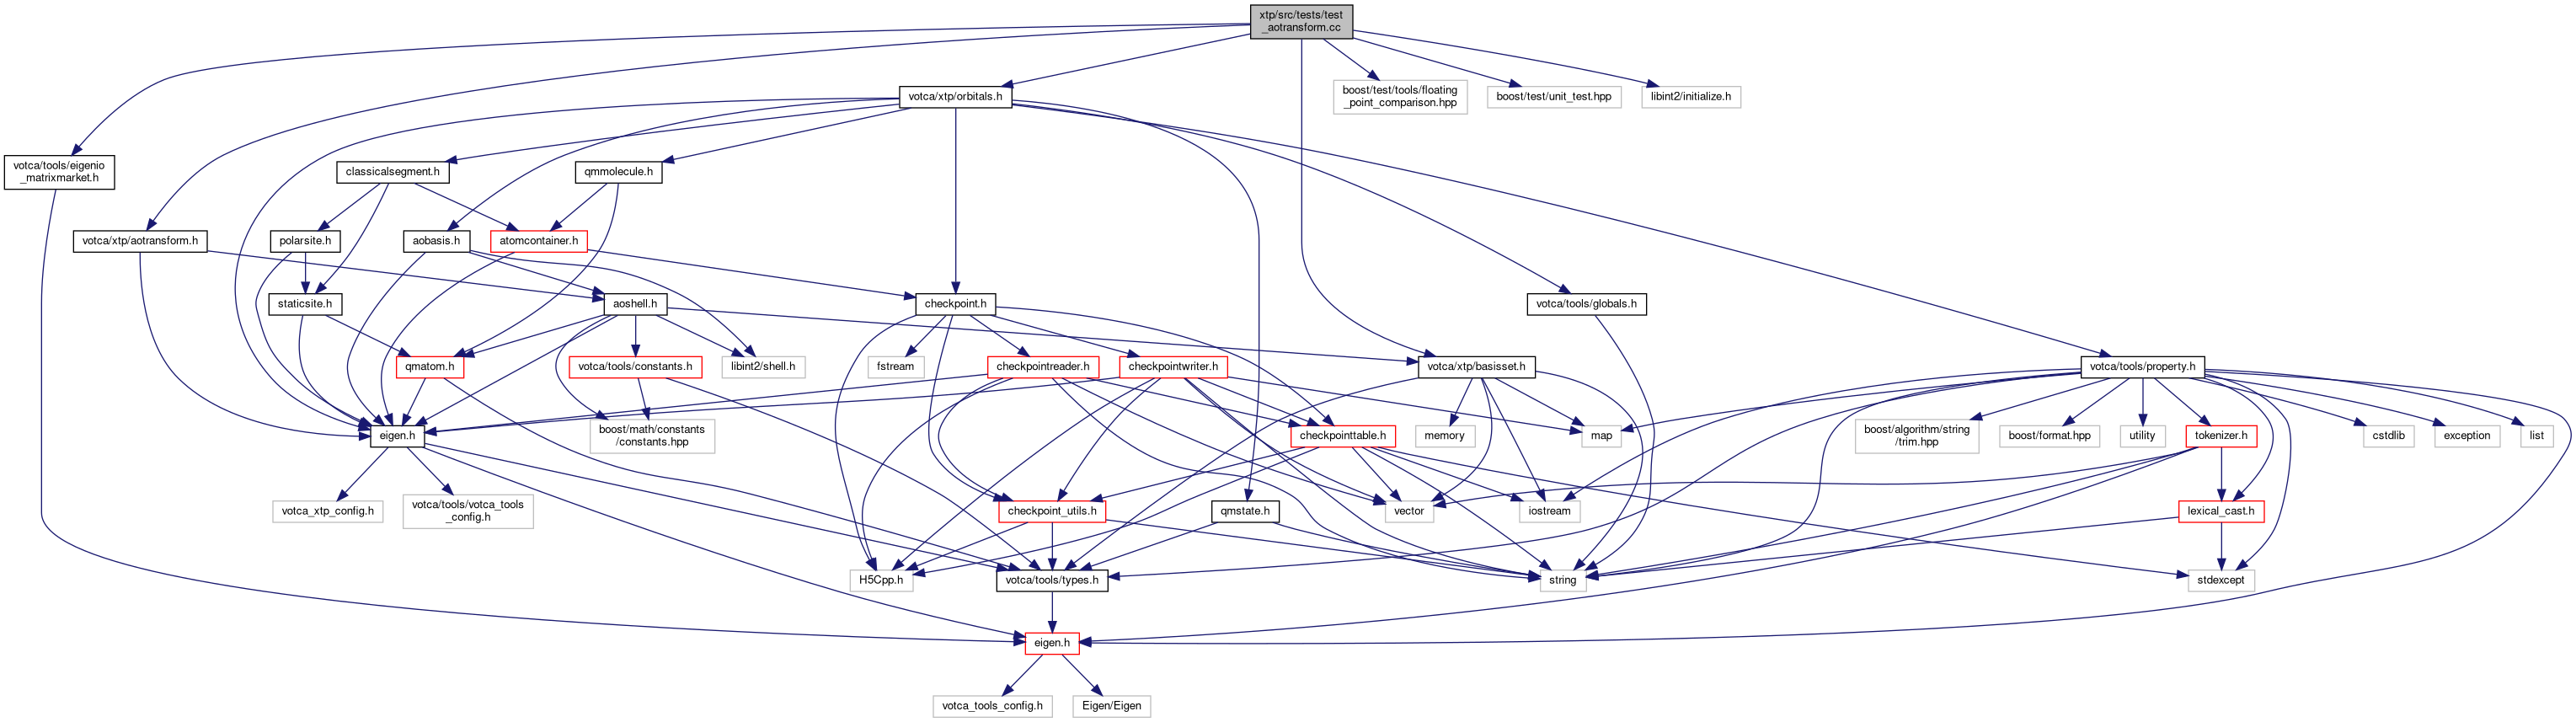 xtp/src/tests/test
_aotransform.cc
votca/xtp/orbitals.h
boost/test/tools/floating
_point_comparison.hpp
boost/test/unit_test.hpp
libint2/initialize.h
votca/tools/eigenio
_matrixmarket.h
classicalsegment.h
qmmolecule.h
votca/xtp/aotransform.h
polarsite.h
aobasis.h
atomcontainer.h
staticsite.h
aoshell.h
checkpoint.h
votca/tools/globals.h
qmatom.h
votca/tools/constants.h
libint2/shell.h
fstream
checkpointreader.h
checkpointwriter.h
votca/xtp/basisset.h
votca/tools/property.h
eigen.h
boost/math/constants
/constants.hpp
checkpointtable.h
memory
map
boost/algorithm/string
/trim.hpp
boost/format.hpp
utility
tokenizer.h
cstdlib
exception
list
votca_xtp_config.h
votca/tools/votca_tools
_config.h
checkpoint_utils.h
qmstate.h
vector
iostream
lexical_cast.h
H5Cpp.h
votca/tools/types.h
string
stdexcept
eigen.h
votca_tools_config.h
Eigen/Eigen